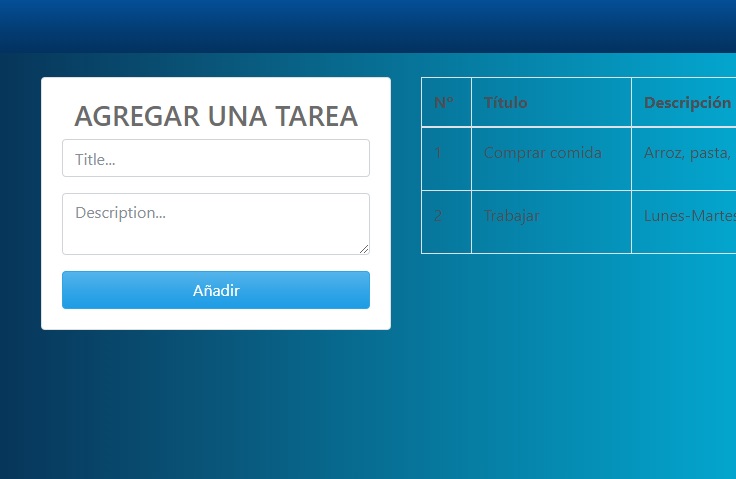 AGREGAR UNA TAREA
Title...
Description...
Añadir
Nº Título Descripción
1 Comprar comida Arroz, pasta,
2 Trabajar Lunes-Martes